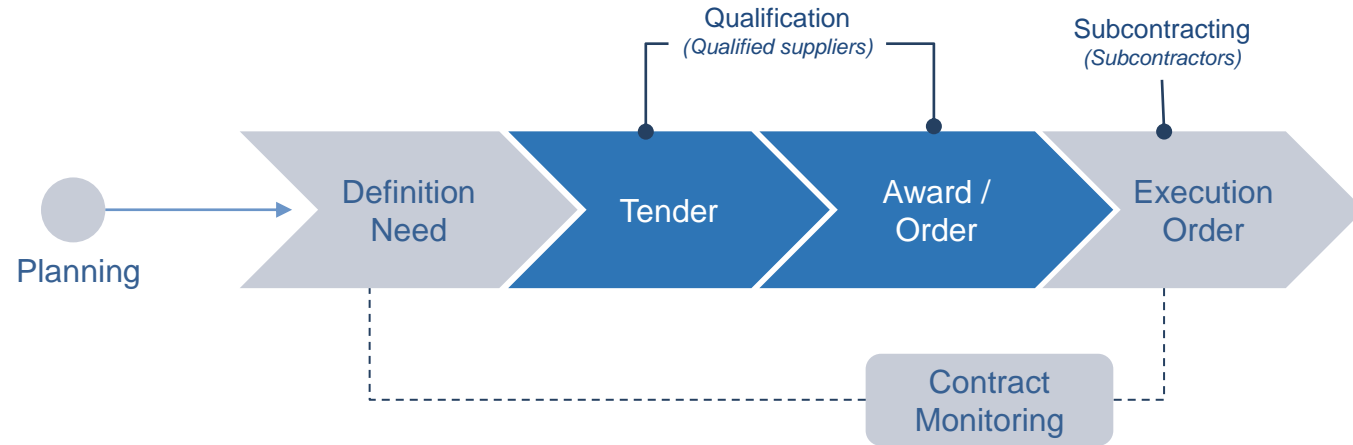 Qualification
(Qualified suppliers)
Subcontracting
(Subcontractors)
Planning
Definition
Need
Tender
Award /
Order
Execution
Order
Contract
Monitoring